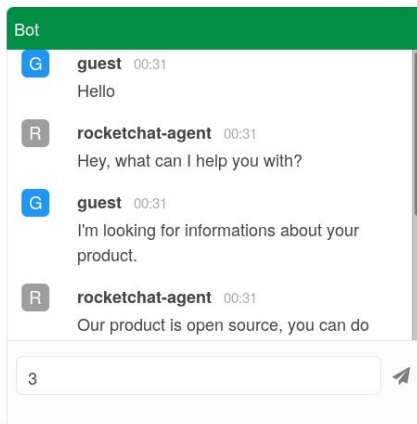 Bot
G guest 00:31
Hello
R rocketchat-agent 00:31
Hey, what can I help you with?
G guest 00:31
I'm looking for informations about your
product.
R rocketchat-agent 00:31
Our product is open source, you can do
3